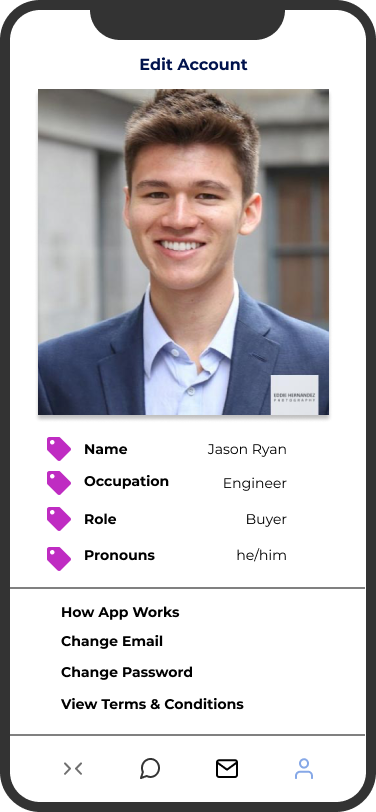 Edit Account
EDDIE HERNANDEZ
PHOTOGRAPHY
Name Jason Ryan
Occupation Engineer
Role Buyer
Pronouns he/him
How App Works
Change Email
Change Password
View Terms & Conditions